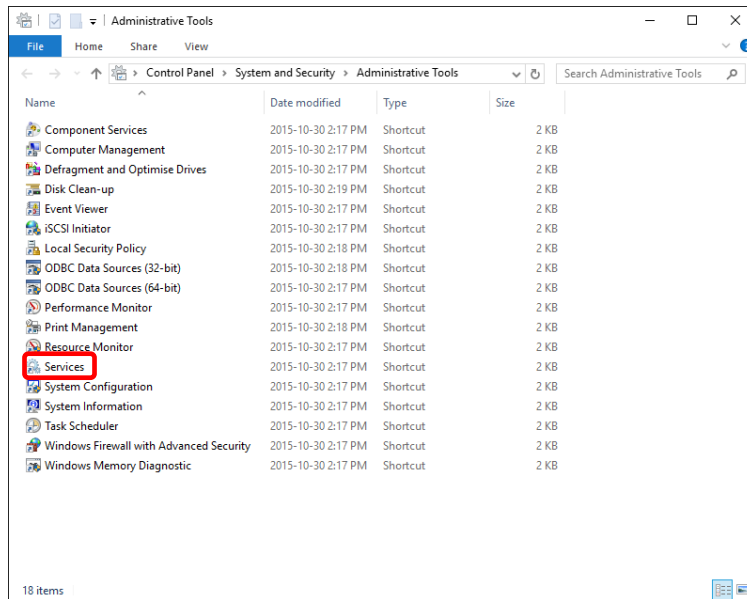 Administrative Tools
File Home Share View
Control Panel > System and Security > Administrative Tools Search Administrative Tools
Name Date modified Type Size
Component Services 2015-10-30 2:17 PM Shortcut 2 KB
Computer Management 2015-10-30 2:17 PM Shortcut 2 KB
Defragment and Optimise Drives 2015-10-30 2:17 PM Shortcut 2 KB
Disk Clean-up 2015-10-30 2:19 PM Shortcut 2 KB
Event Viewer 2015-10-30 2:17 PM Shortcut 2 KB
iSCSI Initiator 2015-10-30 2:17 PM Shortcut 2 KB
Local Security Policy 2015-10-30 2:18 PM Shortcut 2 KB
ODBC Data Sources (32-bit) 2015-10-30 2:18 PM Shortcut 2 KB
ODBC Data Sources (64-bit) 2015-10-30 2:17 PM Shortcut 2 KB
Performance Monitor 2015-10-30 2:17 PM Shortcut 2 KB
Print Management 2015-10-30 2:18 PM Shortcut 2 KB
Resource Monitor 2015-10-30 2:17 PM Shortcut 2 KB
Services 2015-10-30 2:17 PM Shortcut 2 KB
System Configuration 2015-10-30 2:17 PM Shortcut 2 KB
System Information 2015-10-30 2:17 PM Shortcut 2 KB
Task Scheduler 2015-10-30 2:17 PM Shortcut 2 KB
Windows Firewall with Advanced Security 2015-10-30 2:17 PM Shortcut 2 KB
Windows Memory Diagnostic 2015-10-30 2:17 PM Shortcut 2 KB
18 items